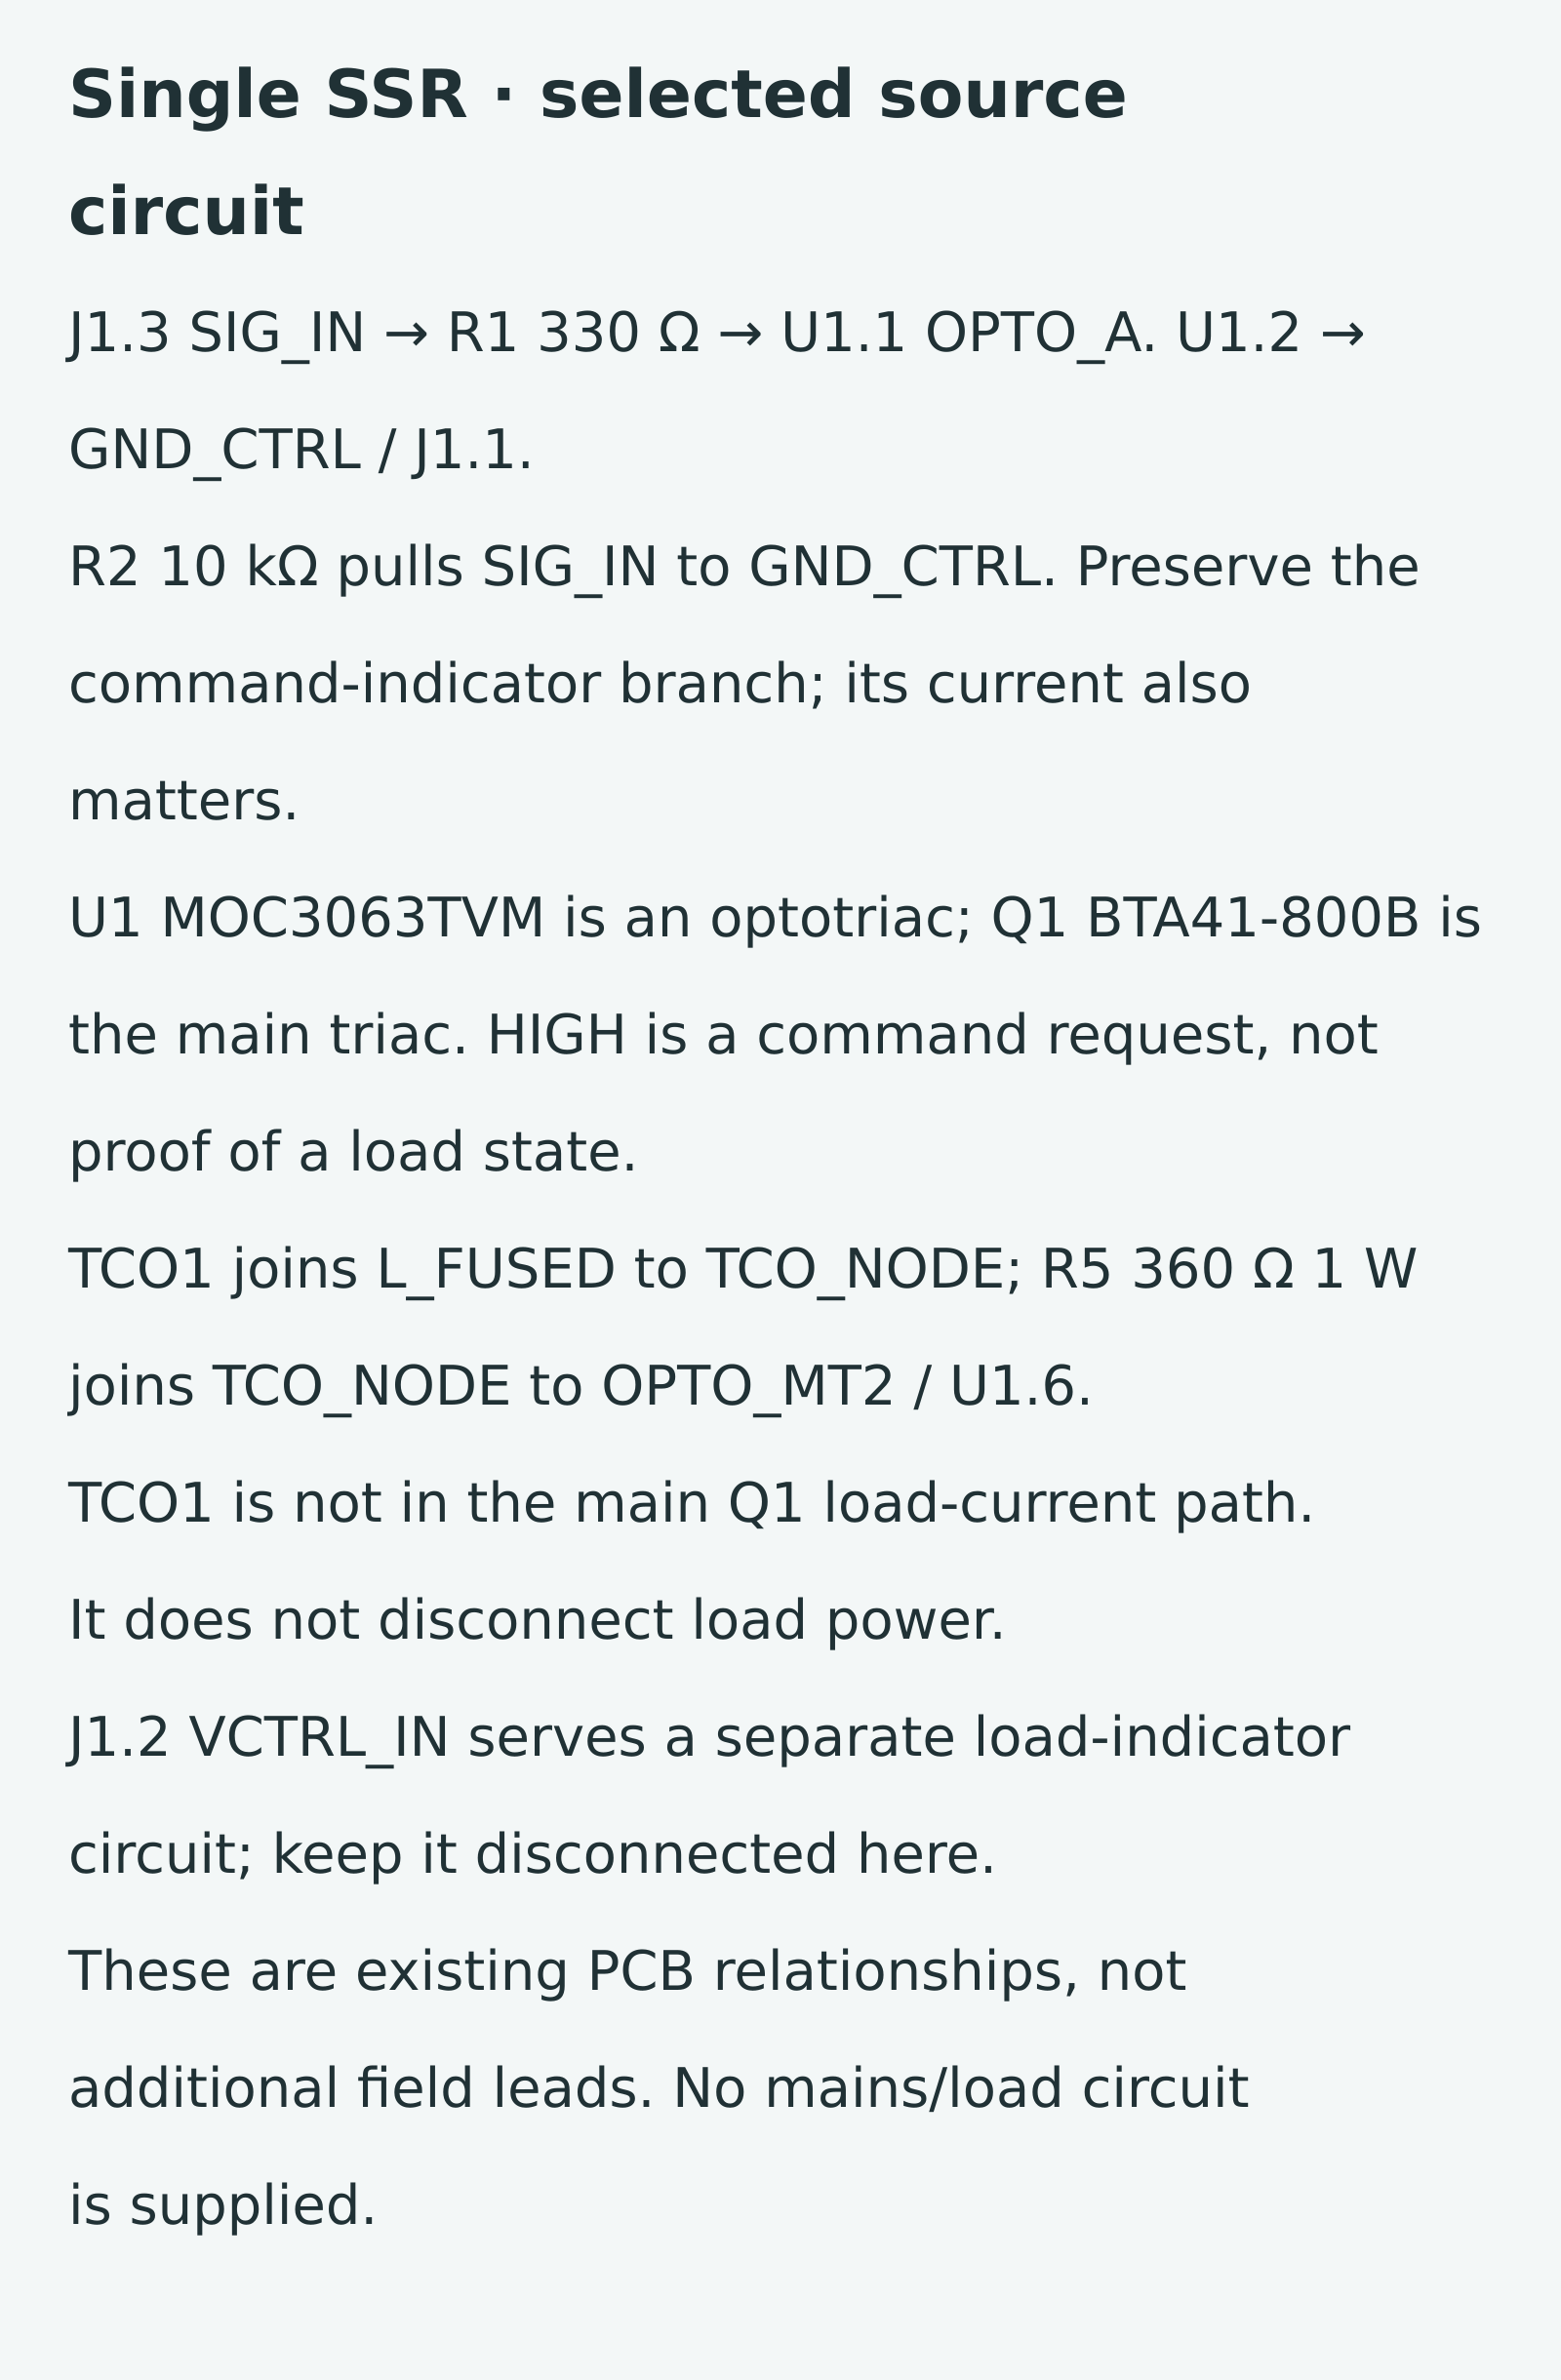 Single SSR · selected source
circuit
J1.3 SIG_IN → R1 330 Ω → U1.1 OPTO_A. U1.2 →
GND_CTRL / J1.1.
R2 10 kΩ pulls SIG_IN to GND_CTRL. Preserve the
command-indicator branch; its current also
matters.
U1 MOC3063TVM is an optotriac; Q1 BTA41-800B is
the main triac. HIGH is a command request, not
proof of a load state.
TCO1 joins L_FUSED to TCO_NODE; R5 360 Ω 1 W
joins TCO_NODE to OPTO_MT2 / U1.6.
TCO1 is not in the main Q1 load-current path.
It does not disconnect load power.
J1.2 VCTRL_IN serves a separate load-indicator
circuit; keep it disconnected here.
These are existing PCB relationships, not
additional field leads. No mains/load circuit
is supplied.